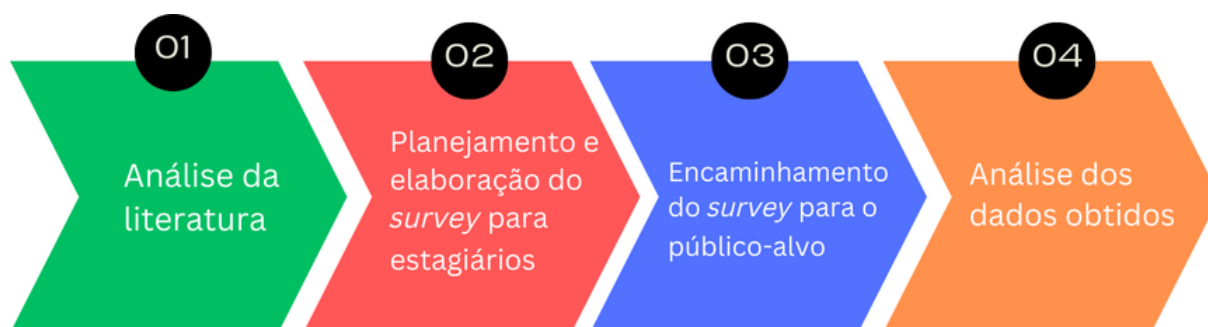 01
Análise da
literatura
02
Planejamento e
elaboração do
survey para
estagiários
03
Encaminhamento
do survey para o
público-alvo
04
Análise dos
dados obtidos